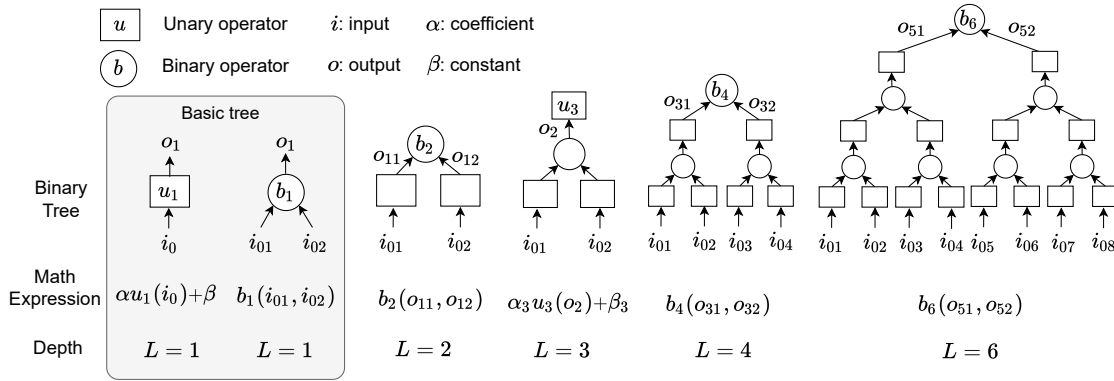 u Unary operator i: input α: coefficient
b Binary operator o: output β: constant
Basic tree
Binary Tree
o₁
u₁
i₀
o₁
b₁
i₀₁ i₀₂
b₂
o₁₁ o₁₂
i₀₁ i₀₂
u₃
o₂
i₀₁ i₀₂
b₄
o₃₁ o₃₂
i₀₁ i₀₂ i₀₃ i₀₄
b₆
o₅₁ o₅₂
i₀₁ i₀₂ i₀₃ i₀₄ i₀₅ i₀₆ i₀₇ i₀₈
Math Expression
αu₁(i₀)+β b₁(i₀₁, i₀₂) b₂(o₁₁, o₁₂) α₃u₃(o₂)+β₃ b₄(o₃₁, o₃₂) b₆(o₅₁, o₅₂)
Depth L = 1 L = 1 L = 2 L = 3 L = 4 L = 6